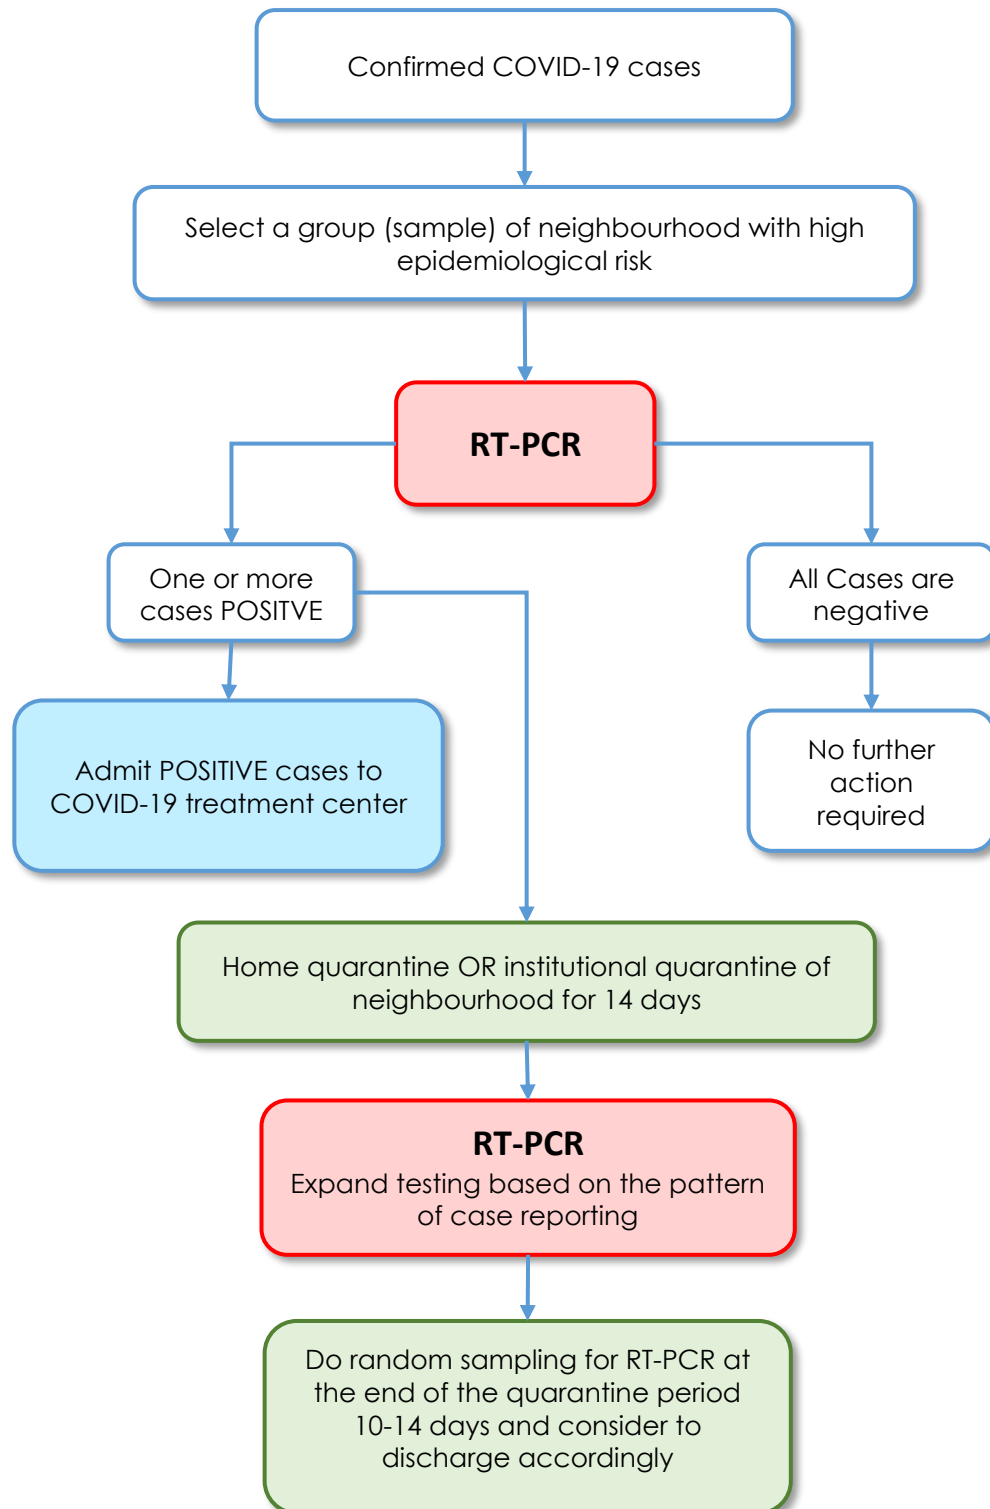 Confirmed COVID-19 cases
Select a group (sample) of neighbourhood with high
epidemiological risk
RT-PCR
One or more
cases POSITVE
All Cases are
negative
Admit POSITIVE cases to
COVID-19 treatment center
No further
action
required
Home quarantine OR institutional quarantine of
neighbourhood for 14 days
RT-PCR
Expand testing based on the pattern
of case reporting
Do random sampling for RT-PCR at
the end of the quarantine period
10-14 days and consider to
discharge accordingly